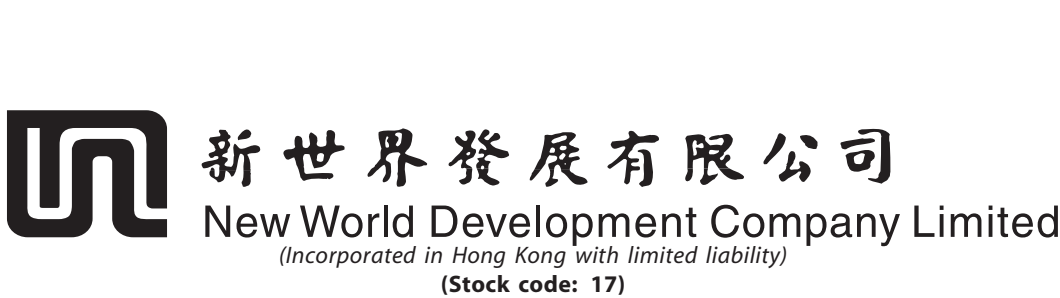 新世界發展有限公司
New World Development Company Limited
(Incorporated in Hong Kong with limited liability)
(Stock code: 17)